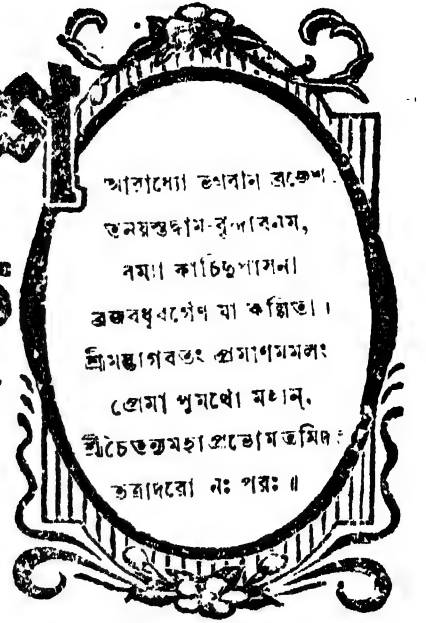 আরাধ্যো ভগবান ব্রজেশ-
তনয়স্তদ্ধাম-বৃন্দাবনম্,
রম্যা কাচিদুপাসনা
ব্রজবধূবর্গেণ যা কল্পিতা।
শ্রীমদ্ভাগবতং প্রমাণমমলং
প্রেমা পুমর্থো মহান্,
শ্রীচৈতন্যমহাপ্রভোর্মতমিদং
তত্রাদরো নঃ পরঃ॥